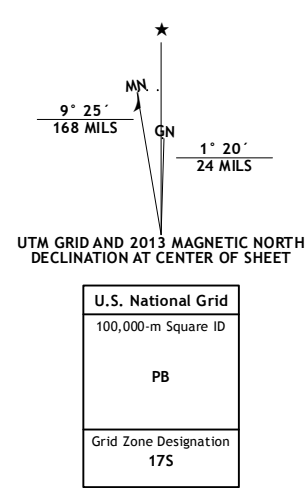 ★
MN
9° 25´
168 MILS
GN
1° 20´
24 MILS
UTM GRID AND 2013 MAGNETIC NORTH
DECLINATION AT CENTER OF SHEET
U.S. National Grid
100,000-m Square ID
PB
Grid Zone Designation
17S